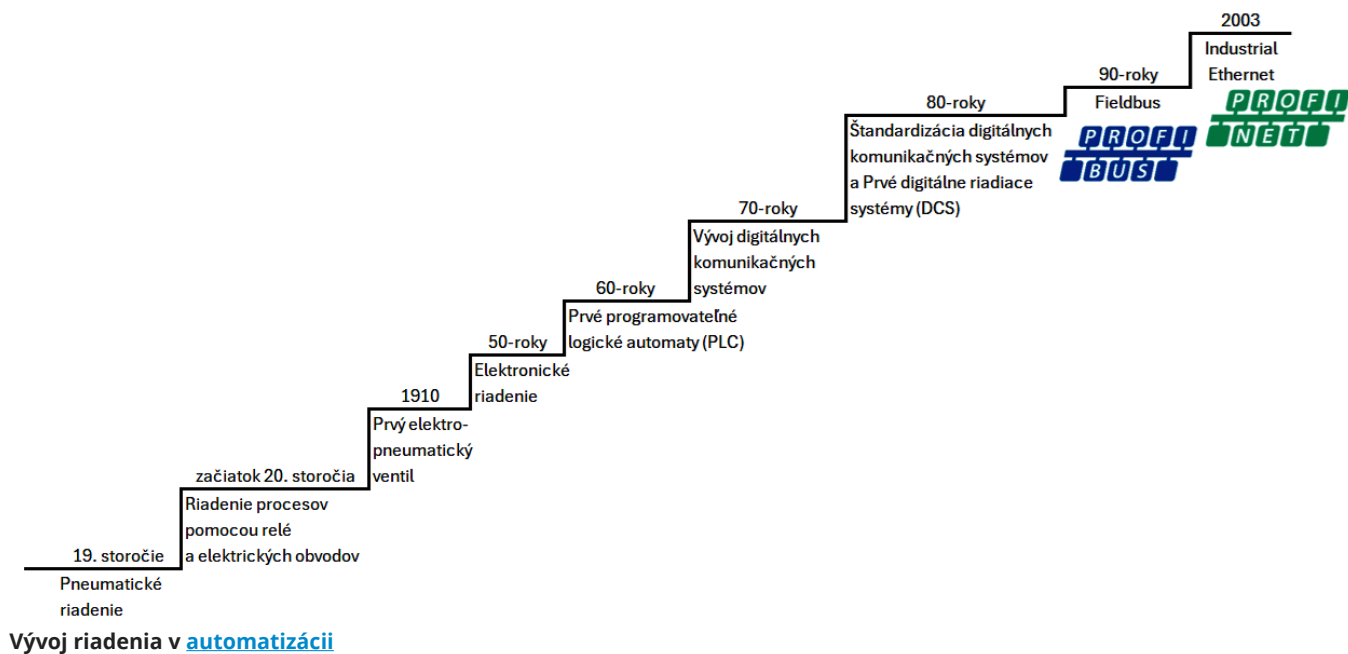 2003
Industrial
Ethernet
PROFI
NET
90-roky
Fieldbus
PROFI
BUS
80-roky
Štandardizácia digitálnych
komunikačných systémov
a Prvé digitálne riadiace
systémy (DCS)
70-roky
Vývoj digitálnych
komunikačných
systémov
60-roky
Prvé programovateľné
logické automaty (PLC)
50-roky
Elektronické
riadenie
1910
Prvý elektro-
pneumatický
ventil
začiatok 20. storočia
Riadenie procesov
pomocou relé
a elektrických obvodov
19. storočie
Pneumatické
riadenie
Vývoj riadenia v automatizácii